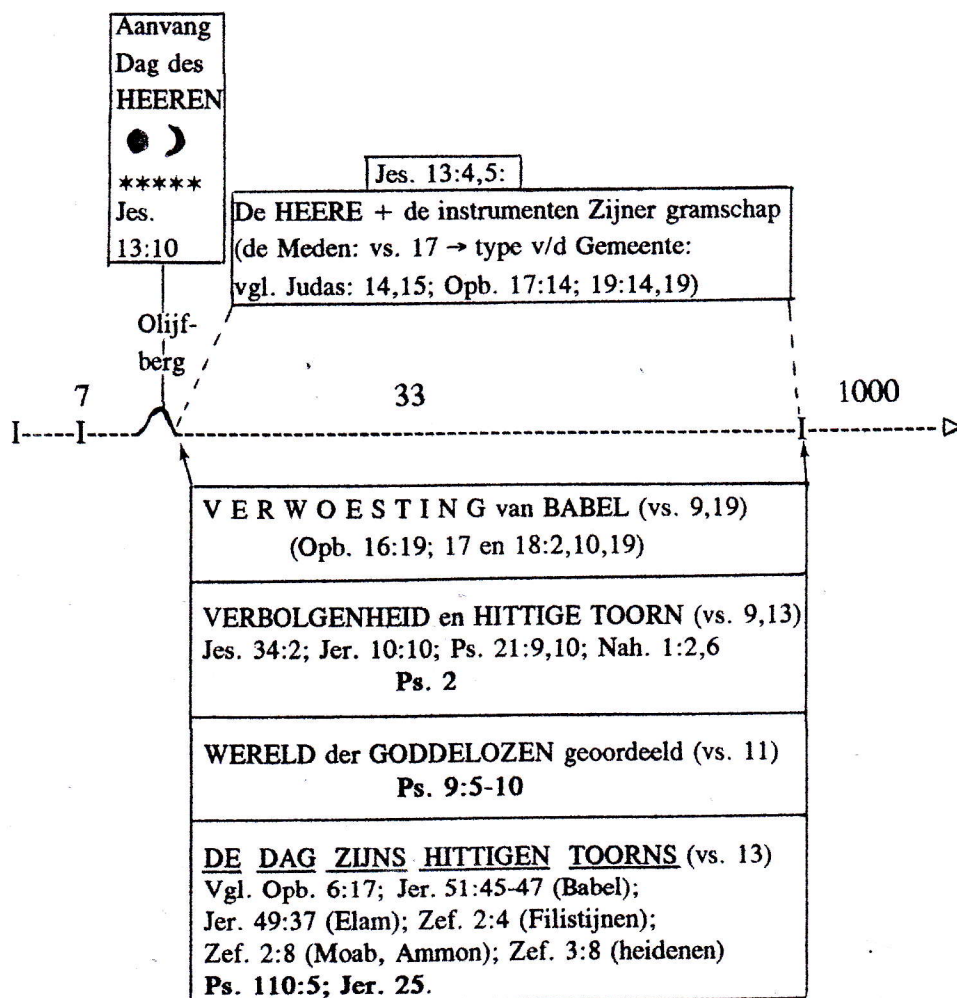 Aanvang
Dag des
HEEREN
*****
Jes.
13:10
Jes. 13:4,5:
De HEERE + de instrumenten Zijner gramschap
(de Meden: vs. 17 → type v/d Gemeente:
vgl. Judas: 14,15; Opb. 17:14; 19:14,19)
Olijf-
berg
7 33 1000
V E R W O E S T I N G van BABEL (vs. 9,19)
(Opb. 16:19; 17 en 18:2,10,19)
VERBOLGENHEID en HITTIGE TOORN (vs. 9,13)
Jes. 34:2; Jer. 10:10; Ps. 21:9,10; Nah. 1:2,6
Ps. 2
WERELD der GODDELOZEN geoordeeld (vs. 11)
Ps. 9:5-10
DE DAG ZIJNS HITTIGEN TOORNS (vs. 13)
Vgl. Opb. 6:17; Jer. 51:45-47 (Babel);
Jer. 49:37 (Elam); Zef. 2:4 (Filistijnen);
Zef. 2:8 (Moab, Ammon); Zef. 3:8 (heidenen)
Ps. 110:5; Jer. 25.